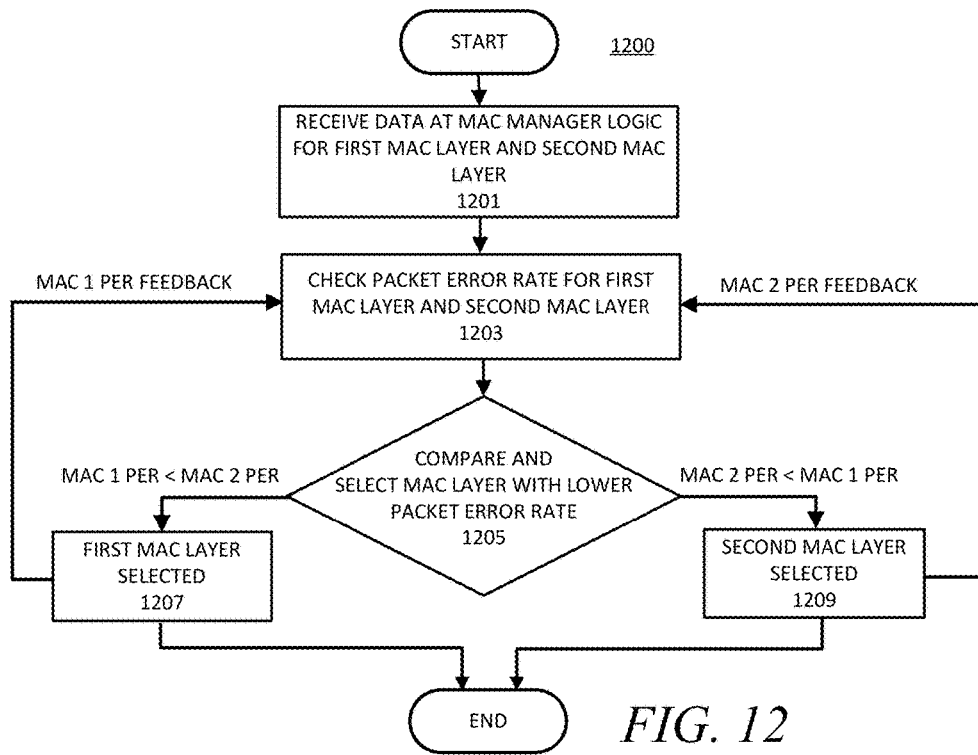 START
1200
RECEIVE DATA AT MAC MANAGER LOGIC
FOR FIRST MAC LAYER AND SECOND MAC
LAYER
1201
MAC 1 PER FEEDBACK
CHECK PACKET ERROR RATE FOR FIRST
MAC LAYER AND SECOND MAC LAYER
1203
MAC 2 PER FEEDBACK
MAC 1 PER < MAC 2 PER
COMPARE AND
SELECT MAC LAYER WITH LOWER
PACKET ERROR RATE
1205
MAC 2 PER < MAC 1 PER
FIRST MAC LAYER
SELECTED
1207
SECOND MAC LAYER
SELECTED
1209
END
FIG. 12